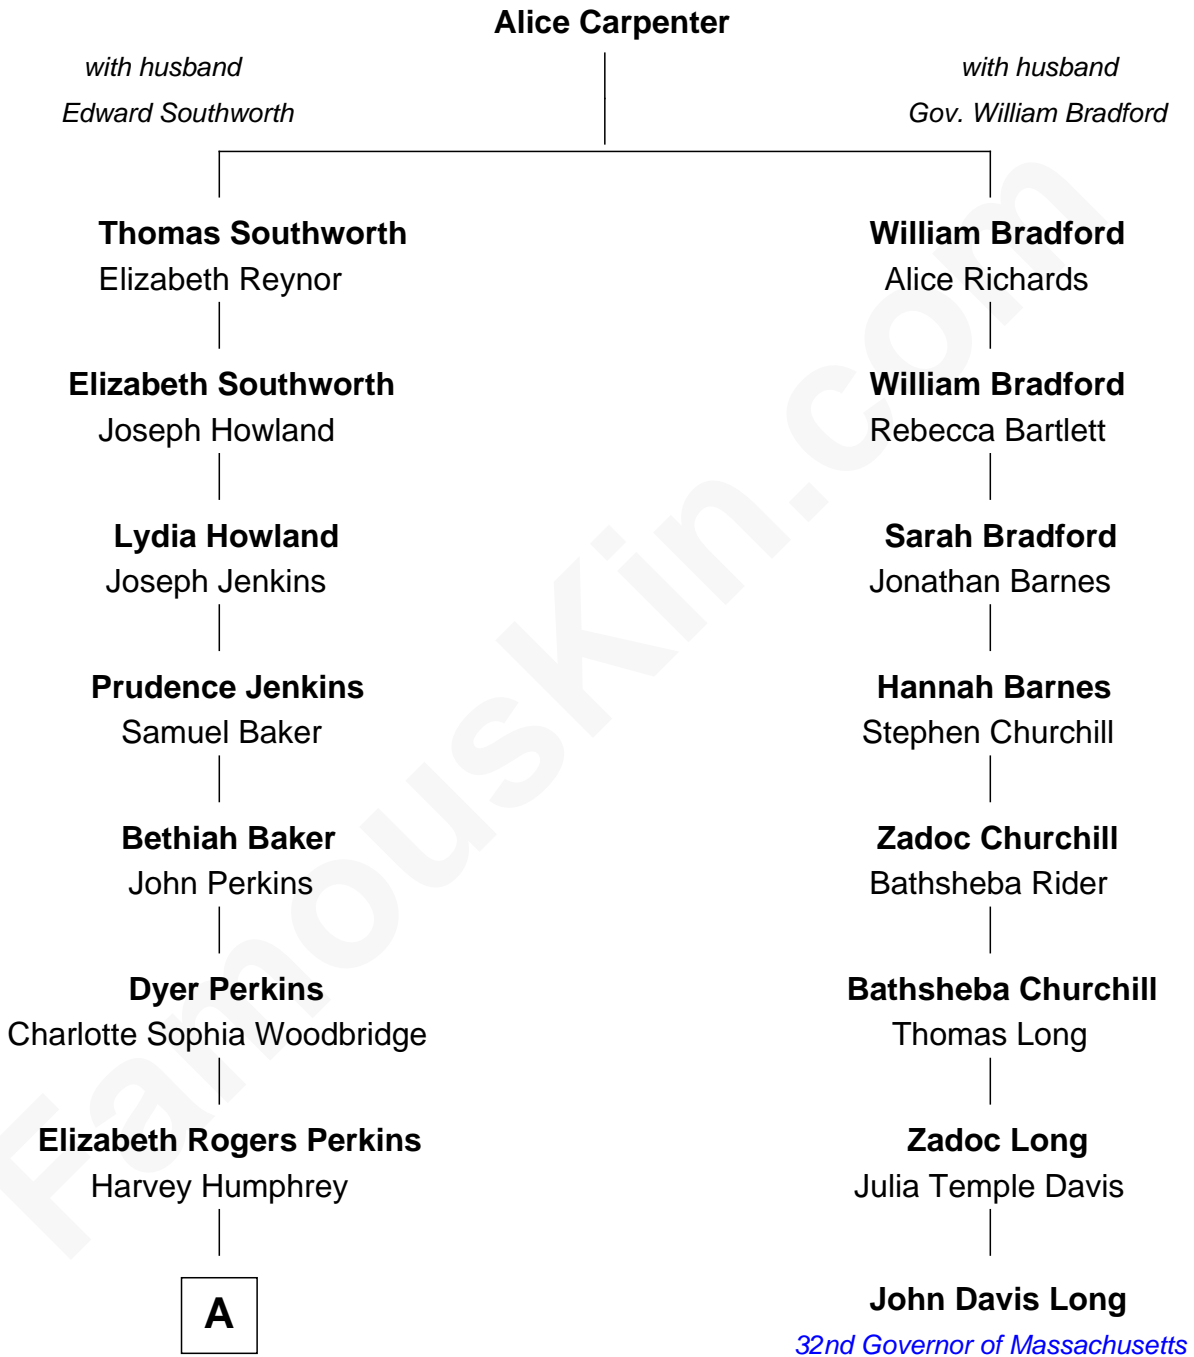 Alice Carpenter
with husband
Edward Southworth
with husband
Gov. William Bradford
Thomas Southworth
Elizabeth Reynor
Elizabeth Southworth
Joseph Howland
Lydia Howland
Joseph Jenkins
Prudence Jenkins
Samuel Baker
Bethiah Baker
John Perkins
Dyer Perkins
Charlotte Sophia Woodbridge
Elizabeth Rogers Perkins
Harvey Humphrey
A
William Bradford
Alice Richards
William Bradford
Rebecca Bartlett
Sarah Bradford
Jonathan Barnes
Hannah Barnes
Stephen Churchill
Zadoc Churchill
Bathsheba Rider
Bathsheba Churchill
Thomas Long
Zadoc Long
Julia Temple Davis
John Davis Long
32nd Governor of Massachusetts
FamousKin.com